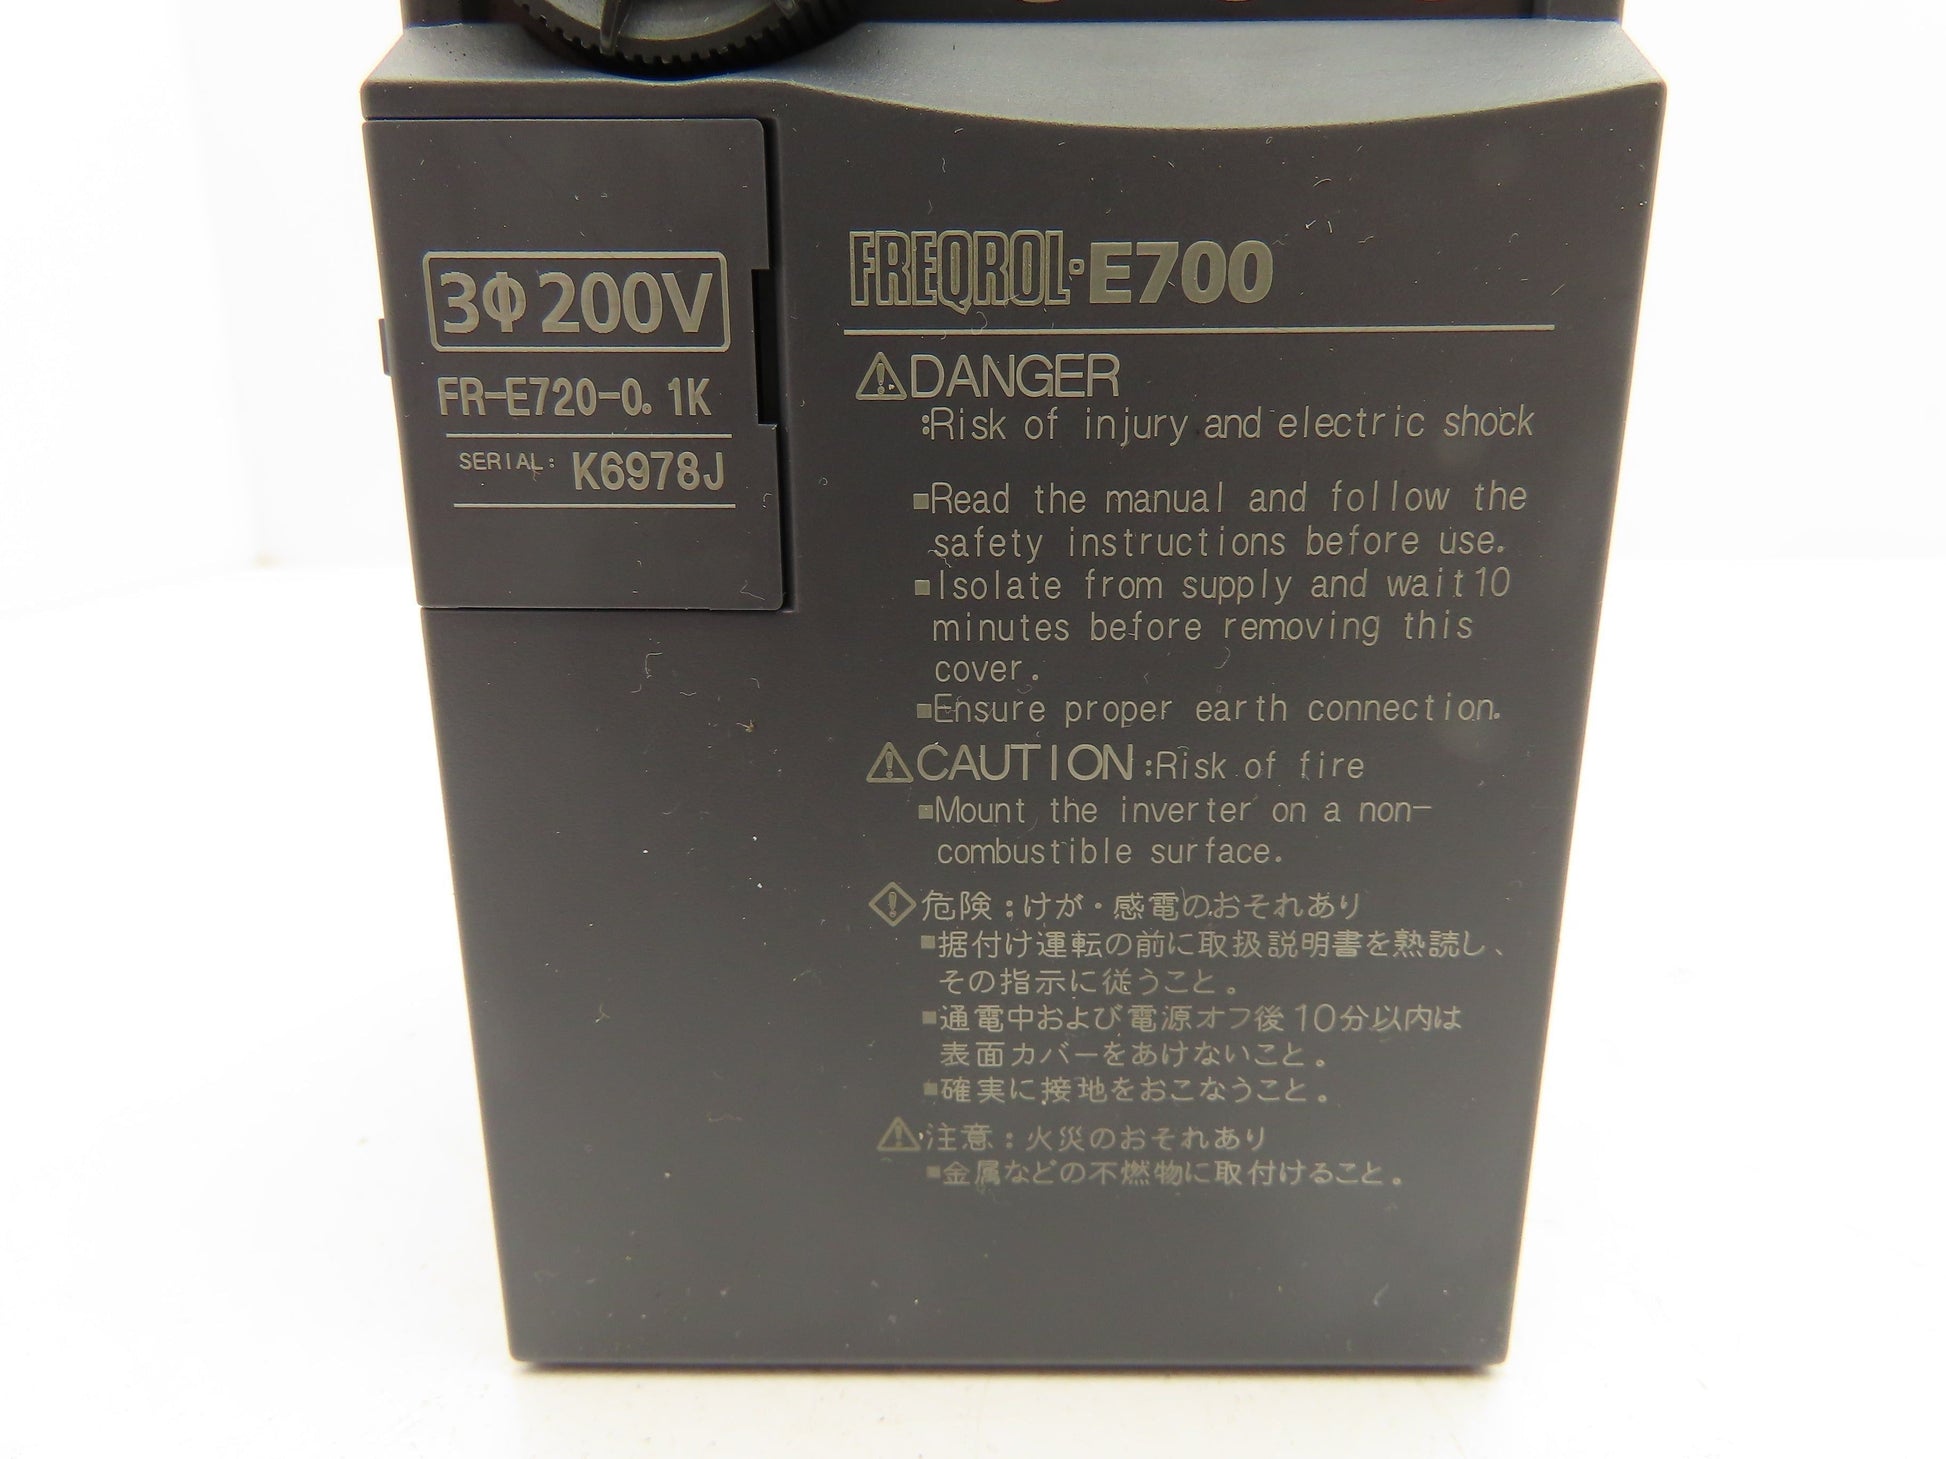 3Φ200V
FR-E720-0.1K
SERIAL: K6978J
FREQROL-E700
DANGER
:Risk of injury and electric shock
■Read the manual and follow the
safety instructions before use.
■Isolate from supply and wait 10
minutes before removing this
cover.
■Ensure proper earth connection.
CAUTION:Risk of fire
■Mount the inverter on a non-
combustible surface.
危険:けが・感電のおそれあり
■据付け運転の前に取扱説明書を熟読し、
その指示に従うこと。
■通電中および電源オフ後10分以内は
表面カバーをあけないこと。
■確実に接地をおこなうこと。
注意:火災のおそれあり
■金属などの不燃物に取付けること。